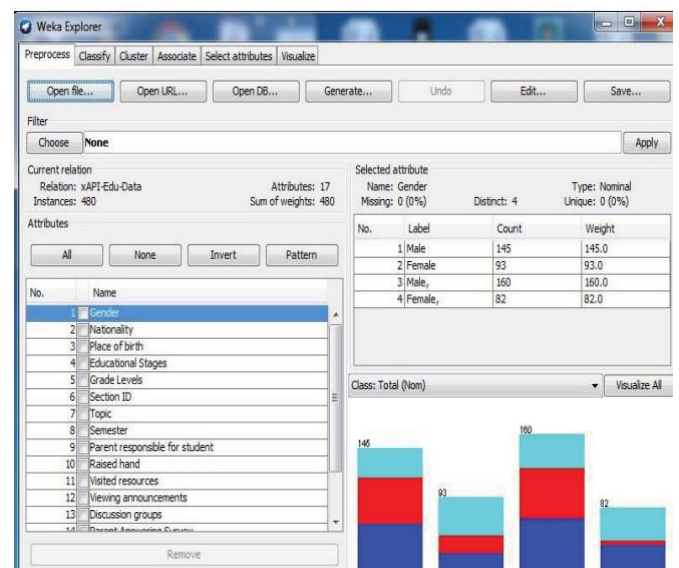 Weka Explorer
Preprocess Classify Cluster Associate Select attributes Visualize
Open file... Open URL... Open DB... Generate... Undo Edit... Save...
Filter
Choose None Apply
Current relation
Relation: xAPI-Edu-Data Attributes: 17
Instances: 480 Sum of weights: 480
Attributes
All None Invert Pattern
No. Name
1 Gender
2 Nationality
3 Place of birth
4 Educational Stages
5 Grade Levels
6 Section ID
7 Topic
8 Semester
9 Parent responsible for student
10 Raised hand
11 Visited resources
12 Viewing announcements
13 Discussion groups
14 Parent Answering Survey
Remove
Selected attribute
Name: Gender Type: Nominal
Missing: 0 (0%) Distinct: 4 Unique: 0 (0%)
No. Label Count Weight
1 Male 145 145.0
2 Female 93 93.0
3 Male, 160 160.0
4 Female, 82 82.0
Class: Total (Nom) Visualize All
145
93
160
82